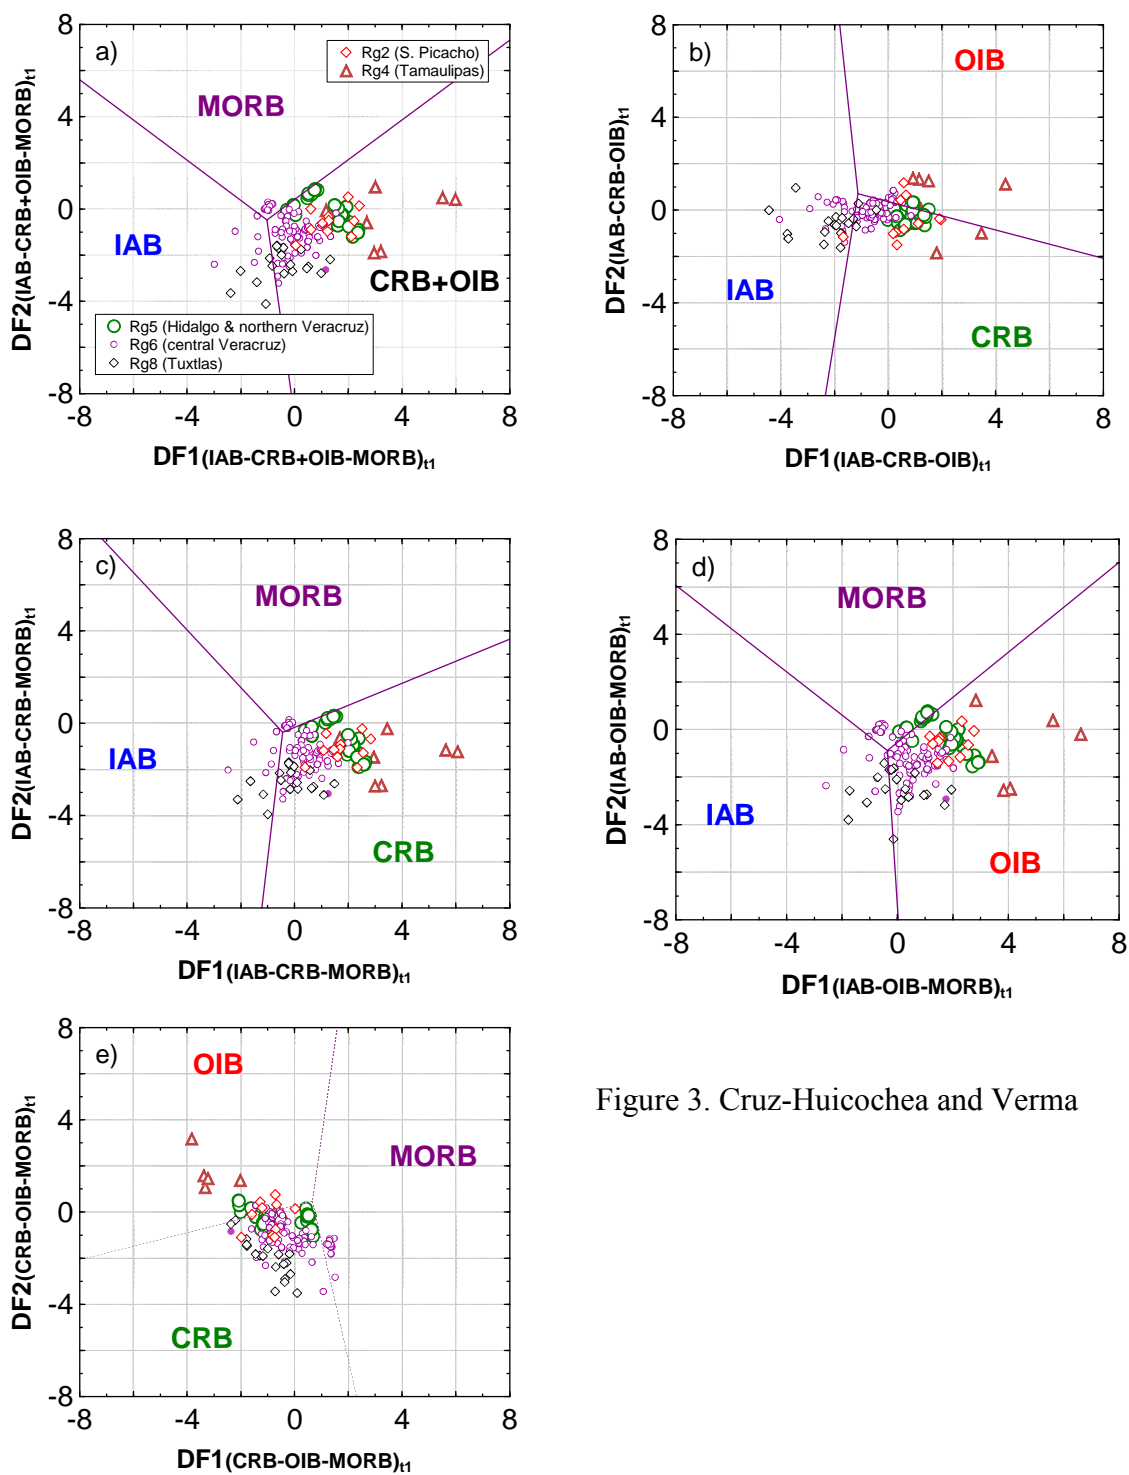 a)
Rg2 (S. Picacho)
Rg4 (Tamaulipas)
MORB
IAB
CRB+OIB
Rg5 (Hidalgo & northern Veracruz)
Rg6 (central Veracruz)
Rg8 (Tuxtlas)
8
4
0
-4
-8
-8 -4 0 4 8
DF2(IAB-CRB+OIB-MORB)t1
DF1(IAB-CRB+OIB-MORB)t1
b)
OIB
IAB
CRB
8
4
0
-4
-8
-8 -4 0 4 8
DF2(IAB-CRB-OIB)t1
DF1(IAB-CRB-OIB)t1
c)
MORB
IAB
CRB
8
4
0
-4
-8
-8 -4 0 4 8
DF2(IAB-CRB-MORB)t1
DF1(IAB-CRB-MORB)t1
d)
MORB
IAB
OIB
8
4
0
-4
-8
-8 -4 0 4 8
DF2(IAB-OIB-MORB)t1
DF1(IAB-OIB-MORB)t1
e)
OIB
MORB
CRB
8
4
0
-4
-8
-8 -4 0 4 8
DF2(CRB-OIB-MORB)t1
DF1(CRB-OIB-MORB)t1
Figure 3. Cruz-Huicochea and Verma